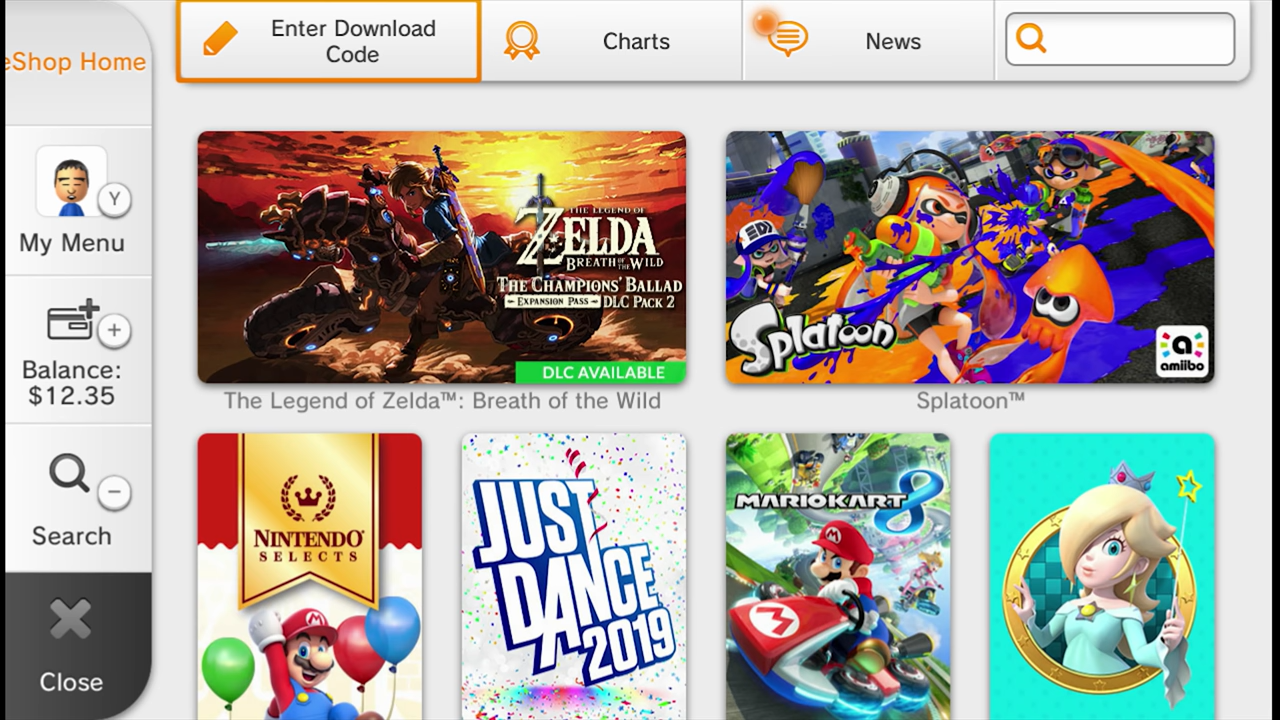 eShop Home
Enter Download
Code
Charts
News
Y
My Menu
+
Balance:
$12.35
−
Search
Close
THE LEGEND OF
ZELDA
BREATH OF THE WILD
THE CHAMPIONS' BALLAD
EXPANSION PASS DLC PACK 2
DLC AVAILABLE
The Legend of Zelda™: Breath of the Wild
Splatoon
amiibo
Splatoon™
NINTENDO
SELECTS
JUST
DANCE
2019
MARIOKART 8